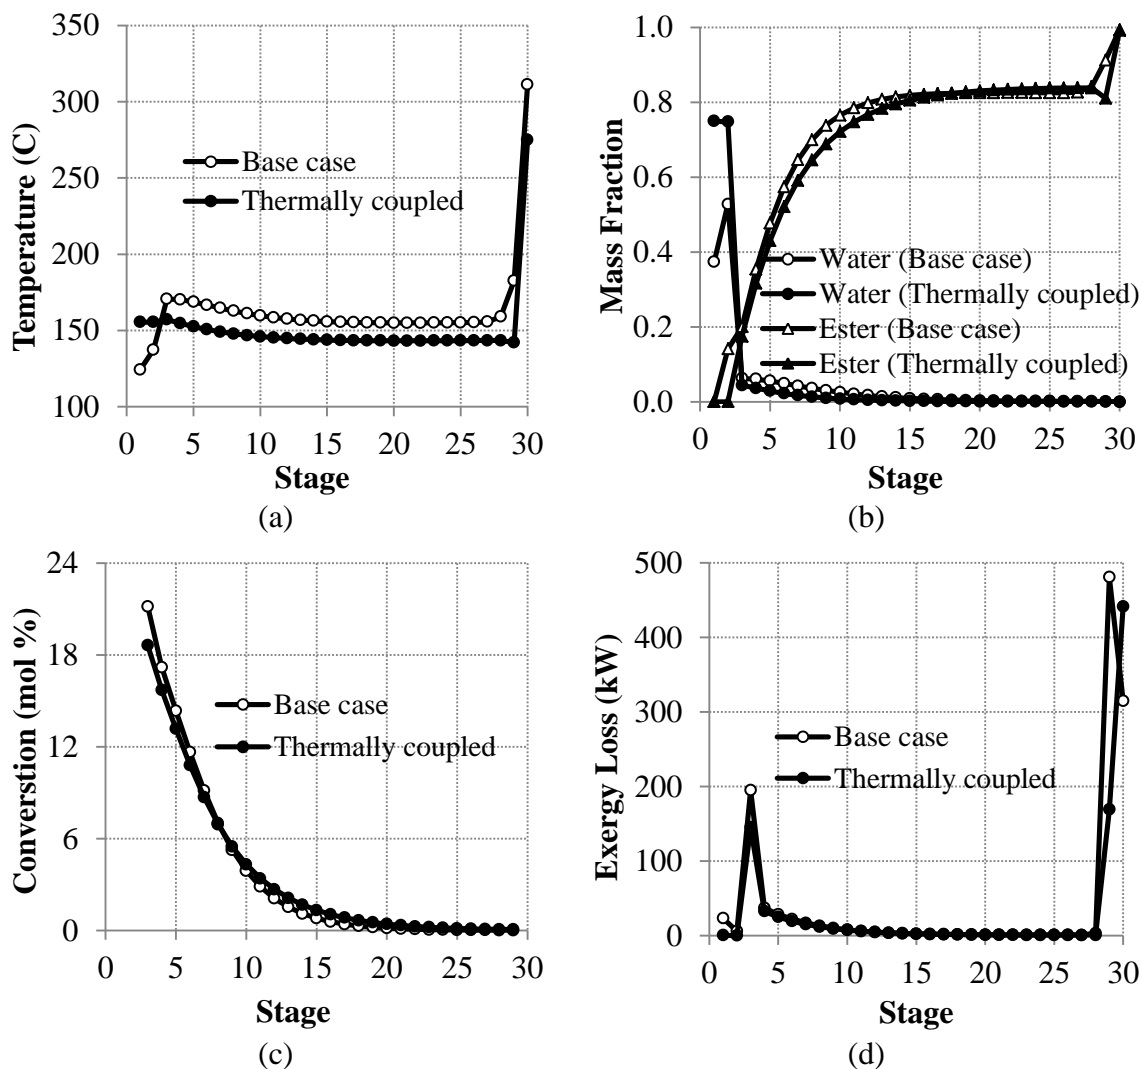 350
300
250
200
150
100
Temperature (C)
Base case
Thermally coupled
0 5 10 15 20 25 30
Stage
(a)
1.0
0.8
0.6
0.4
0.2
0.0
Mass Fraction
Water (Base case)
Water (Thermally coupled)
Ester (Base case)
Ester (Thermally coupled)
0 5 10 15 20 25 30
Stage
(b)
24
18
12
6
0
Converstion (mol %)
Base case
Thermally coupled
0 5 10 15 20 25 30
Stage
(c)
500
400
300
200
100
0
Exergy Loss (kW)
Base case
Thermally coupled
0 5 10 15 20 25 30
Stage
(d)